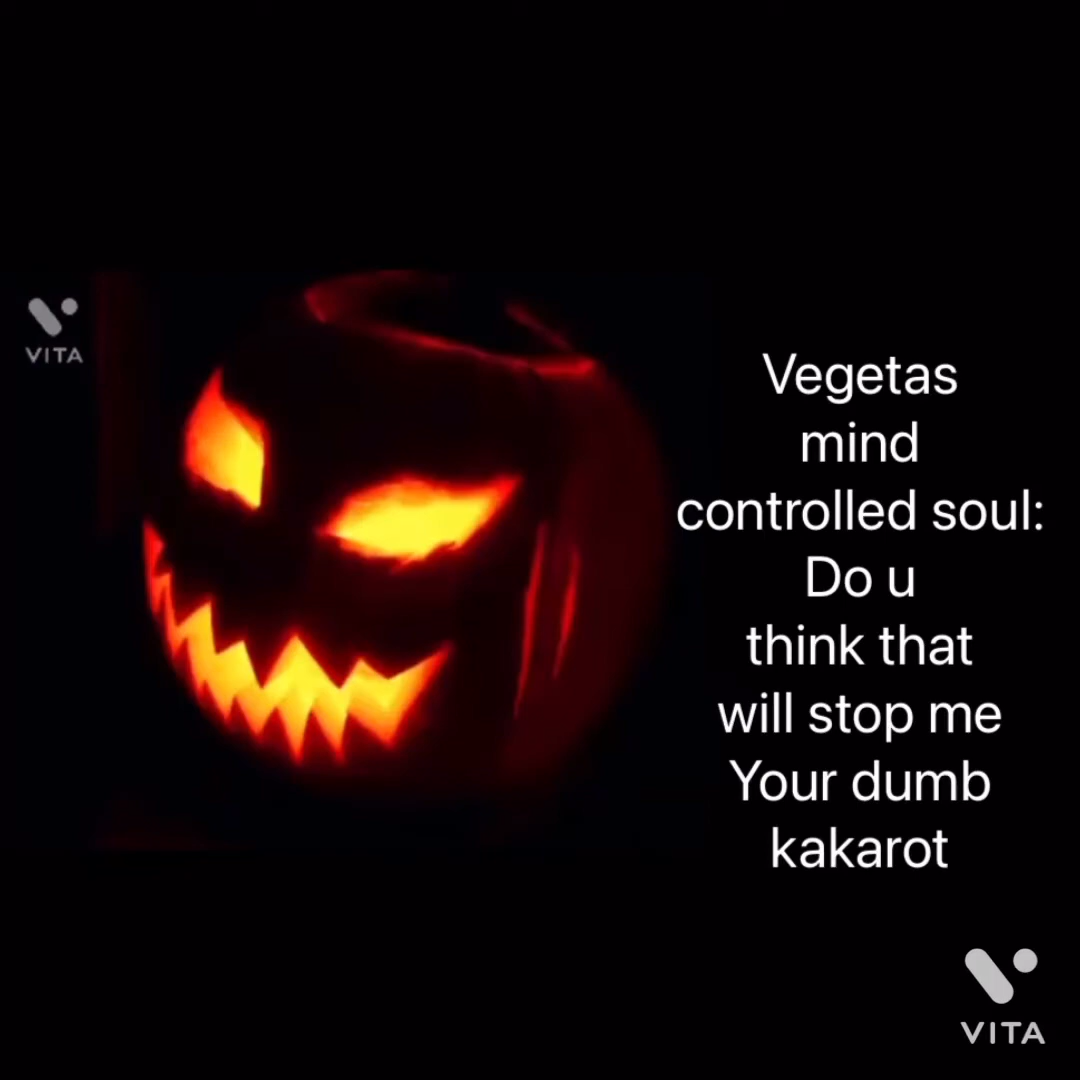 VITA
Vegetas
mind
controlled soul:
Do u
think that
will stop me
Your dumb
kakarot
VITA